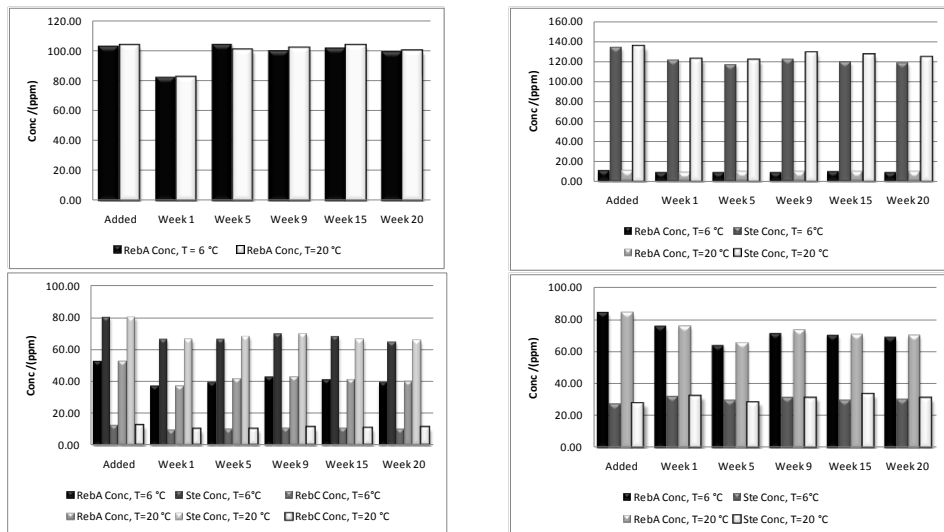 120.00
100.00
80.00
60.00
40.00
20.00
0.00
Conc /(ppm)
Added Week 1 Week 5 Week 9 Week 15 Week 20
RebA Conc, T = 6 °C RebA Conc, T=20 °C
160.00
140.00
120.00
100.00
80.00
60.00
40.00
20.00
0.00
Conc /(ppm)
Added Week 1 Week 5 Week 9 Week 15 Week 20
RebA Conc, T=6 °C Ste Conc, T= 6°C
RebA Conc, T=20 °C Ste Conc, T=20 °C
100.00
80.00
60.00
40.00
20.00
0.00
Conc /(ppm)
Added Week 1 Week 5 Week 9 Week 15 Week 20
RebA Conc, T=6 °C Ste Conc, T=6°C RebC Conc, T=6°C
RebA Conc, T=20 °C Ste Conc, T=20 °C RebC Conc, T=20 °C
100.00
80.00
60.00
40.00
20.00
0.00
Conc /(ppm)
Added Week 1 Week 5 Week 9 Week 15 Week 20
RebA Conc, T=6 °C Ste Conc, T=6°C
RebA Conc, T=20 °C Ste Conc, T=20 °C